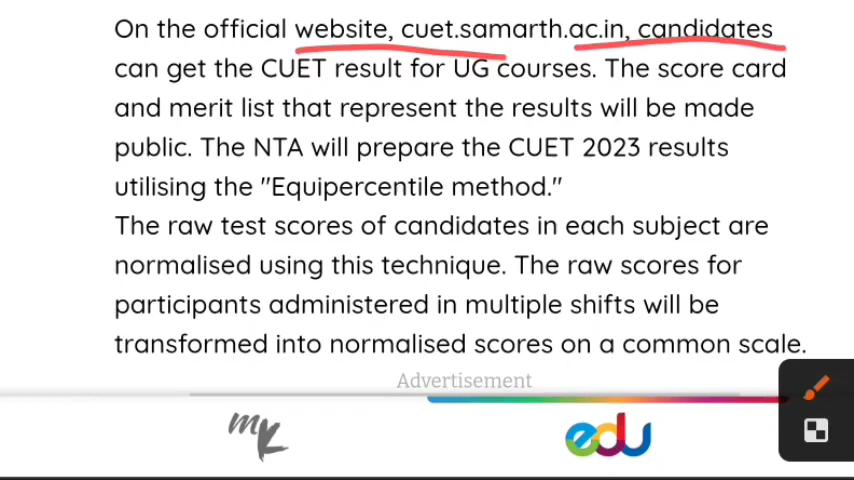 On the official website, cuet.samarth.ac.in, candidates
can get the CUET result for UG courses. The score card
and merit list that represent the results will be made
public. The NTA will prepare the CUET 2023 results
utilising the "Equipercentile method."
The raw test scores of candidates in each subject are
normalised using this technique. The raw scores for
participants administered in multiple shifts will be
transformed into normalised scores on a common scale.
Advertisement
mK edu